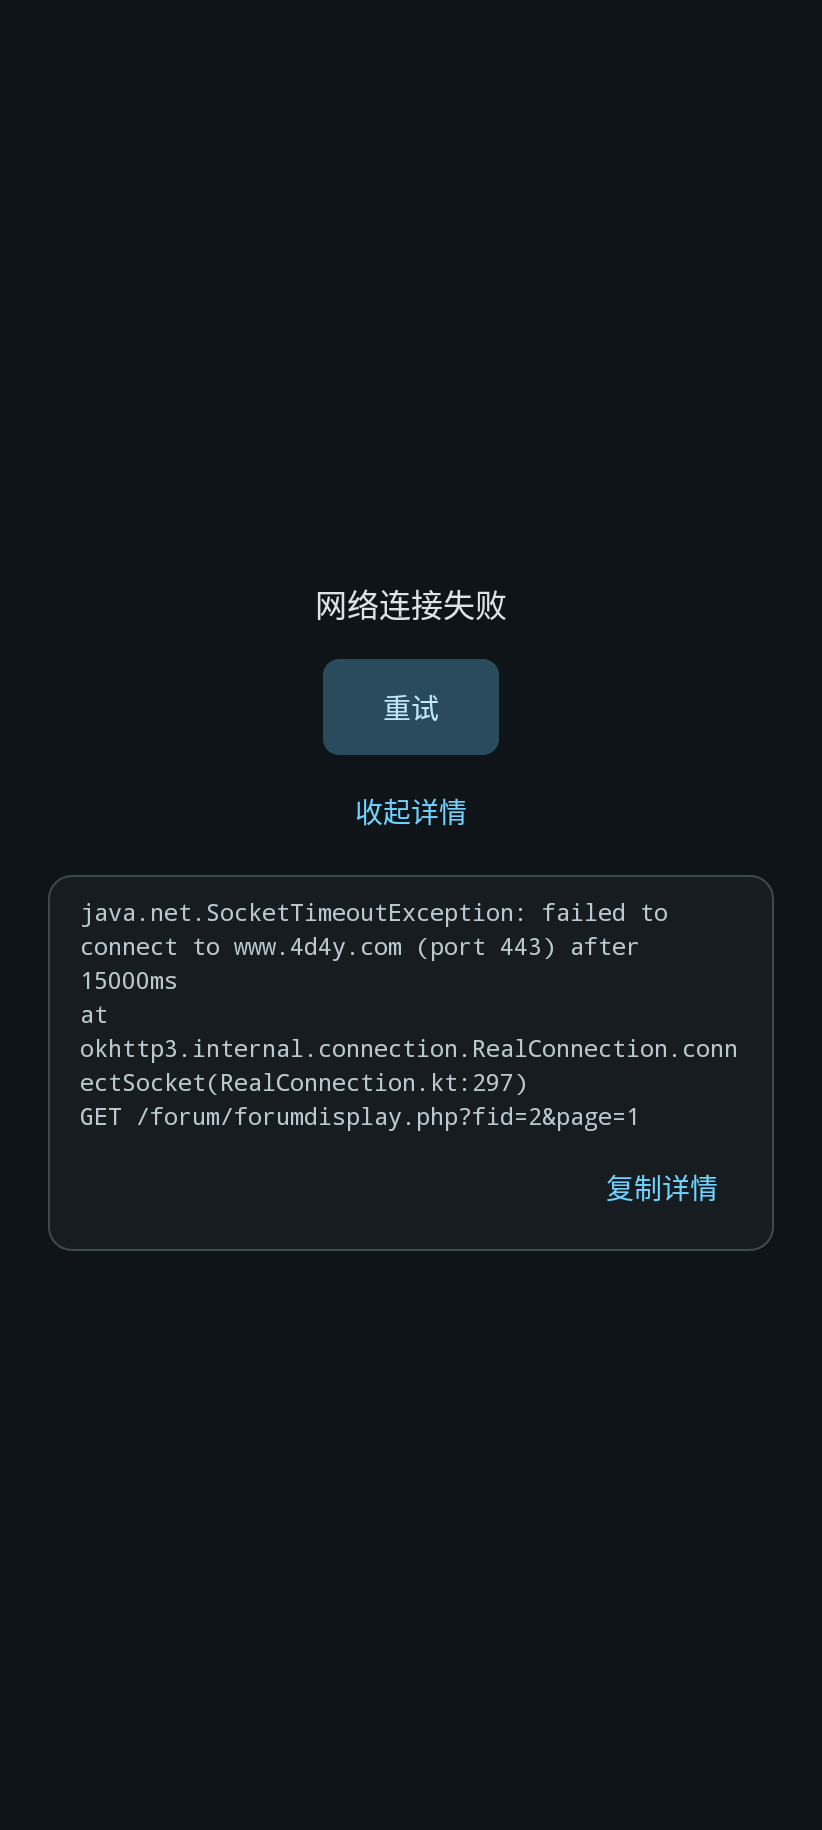 网络连接失败
重试
收起详情
java.net.SocketTimeoutException: failed to
connect to www.4d4y.com (port 443) after
15000ms
at
okhttp3.internal.connection.RealConnection.conn
ectSocket(RealConnection.kt:297)
GET /forum/forumdisplay.php?fid=2&page=1
复制详情